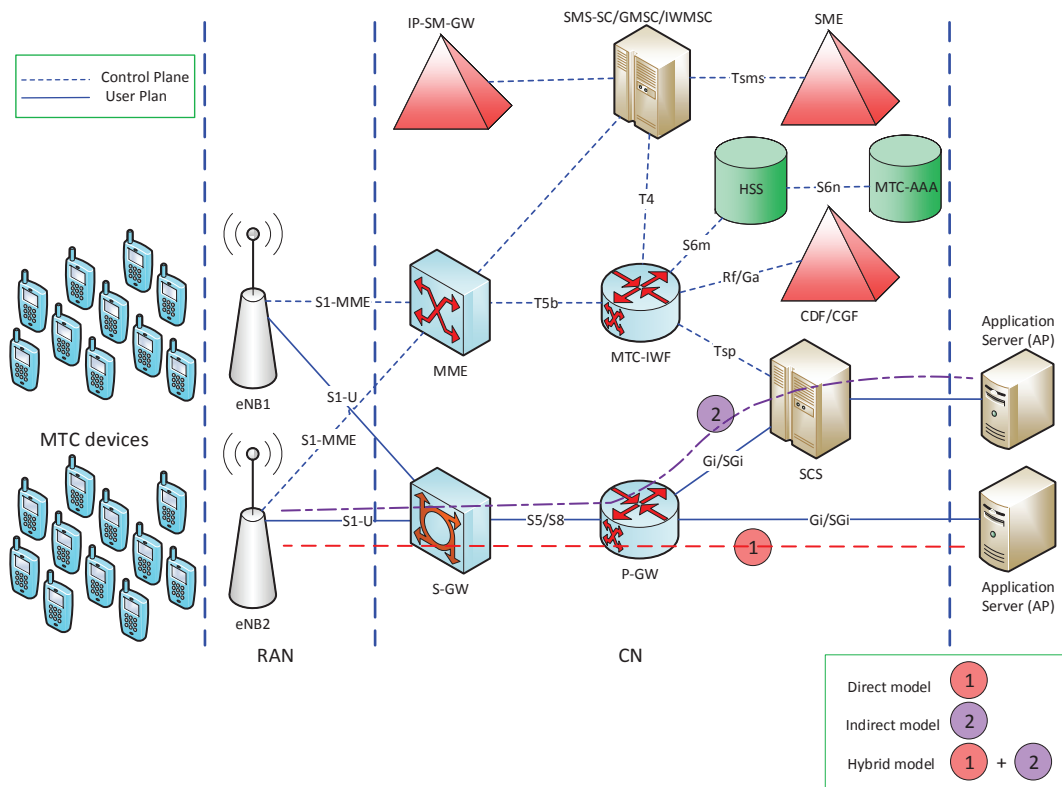 IP-SM-GW
SMS-SC/GMSC/IWMSC
SME
Control Plane
User Plan
Tsms
HSS
S6n
MTC-AAA
T4
S6m
Rf/Ga
CDF/CGF
S1-MME
T5b
MME
MTC-IWF
Tsp
Application
Server (AP)
eNB1
S1-U
2
MTC devices
S1-MME
Gi/SGi
SCS
S1-U
S5/S8
Gi/SGi
1
S-GW
P-GW
Application
Server (AP)
eNB2
RAN
CN
Direct model 1
Indirect model 2
Hybrid model 1 + 2